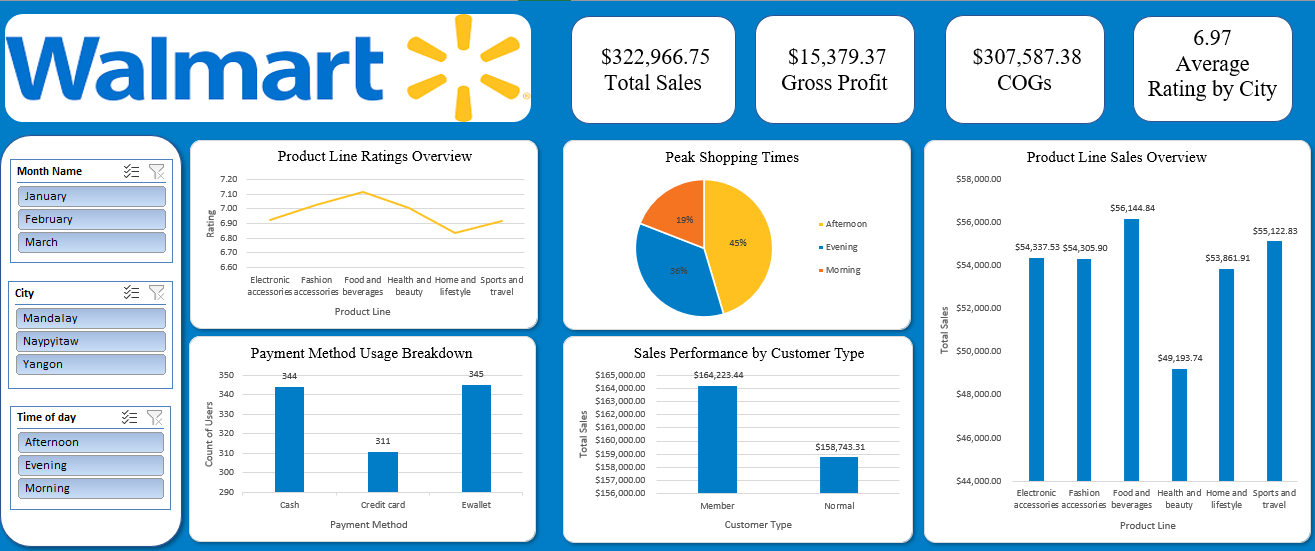 Walmart
$322,966.75
Total Sales
$15,379.37
Gross Profit
$307,587.38
COGs
6.97
Average
Rating by City
Month Name
January
February
March
City
Mandalay
Naypyitaw
Yangon
Time of day
Afternoon
Evening
Morning
Product Line Ratings Overview
7.20
7.10
7.00
6.90
6.80
6.70
6.60
Rating
Electronic accessories
Fashion accessories
Food and beverages
Health and beauty
Home and lifestyle
Sports and travel
Product Line
Peak Shopping Times
19%
45%
36%
Afternoon
Evening
Morning
Payment Method Usage Breakdown
350
340
330
320
310
300
290
Count of Users
344
311
345
Cash
Credit card
Ewallet
Payment Method
Sales Performance by Customer Type
$165,000.00
$164,000.00
$163,000.00
$162,000.00
$161,000.00
$160,000.00
$159,000.00
$158,000.00
$157,000.00
$156,000.00
Total Sales
$164,223.44
$158,743.31
Member
Normal
Customer Type
Product Line Sales Overview
$58,000.00
$56,000.00
$54,000.00
$52,000.00
$50,000.00
$48,000.00
$46,000.00
$44,000.00
Total Sales
$54,337.53
$54,305.90
$56,144.84
$49,193.74
$53,861.91
$55,122.83
Electronic accessories
Fashion accessories
Food and beverages
Health and beauty
Home and lifestyle
Sports and travel
Product Line